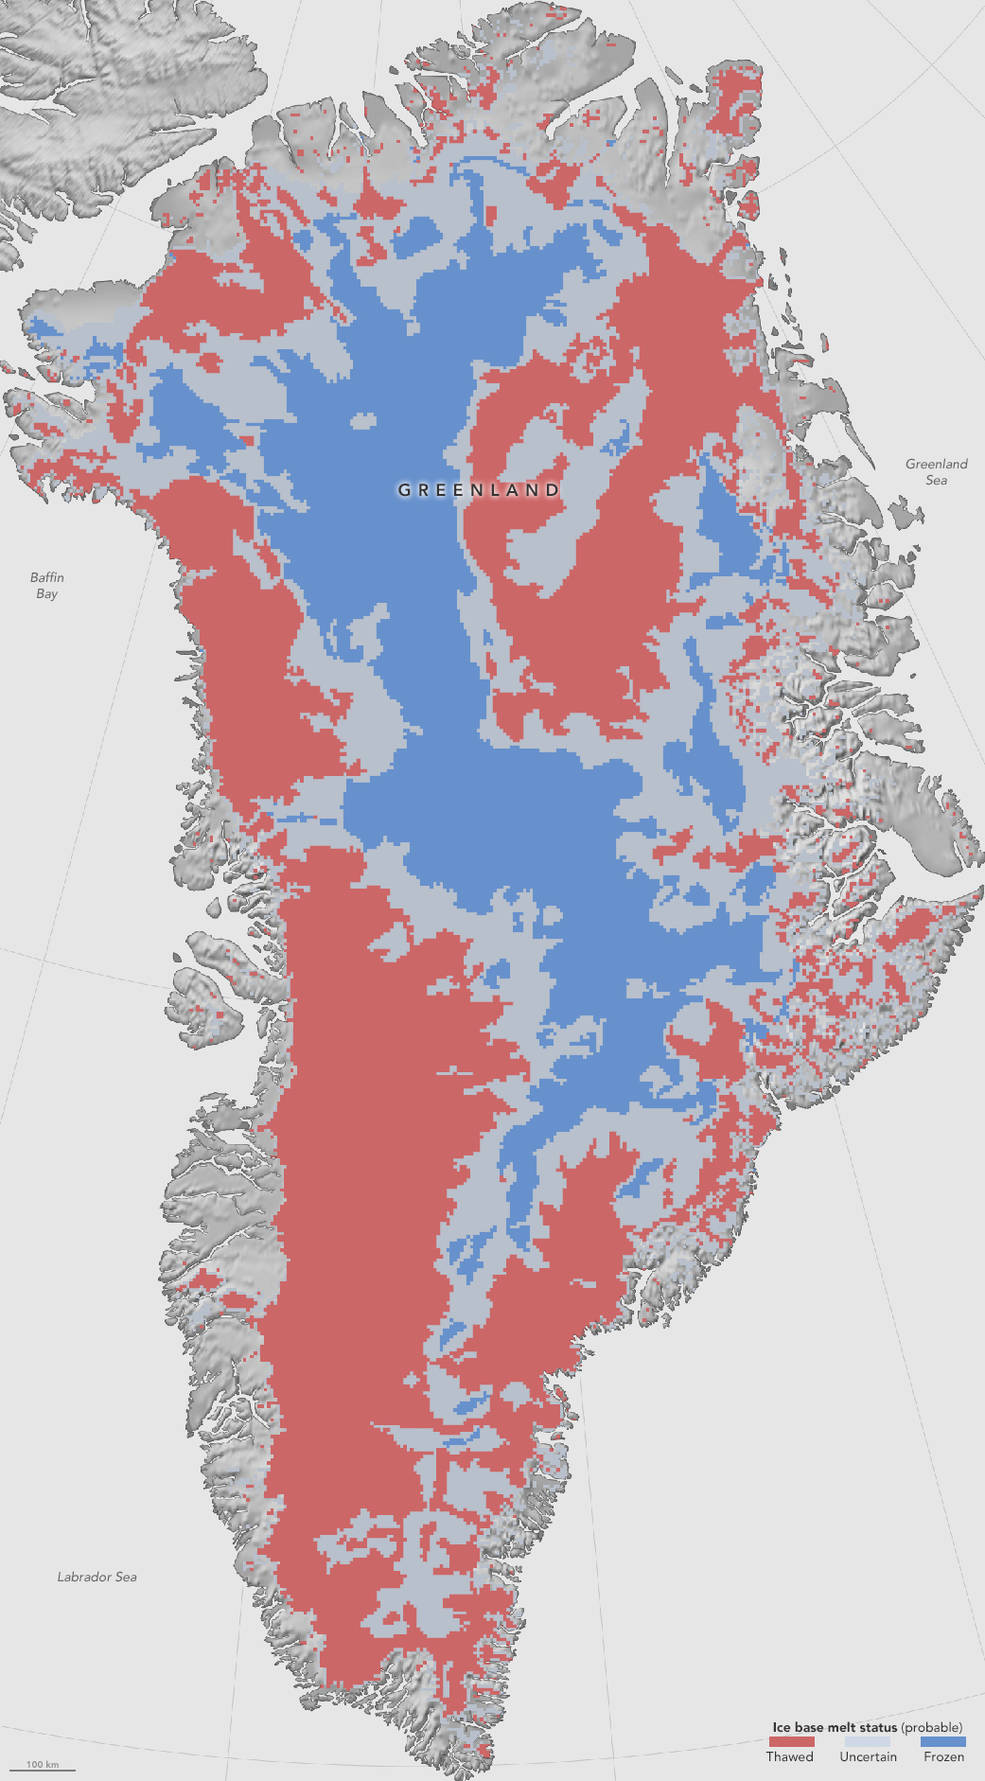 GREENLAND
Greenland
Sea
Baffin
Bay
Labrador Sea
Ice base melt status (probable)
Thawed Uncertain Frozen
100 km